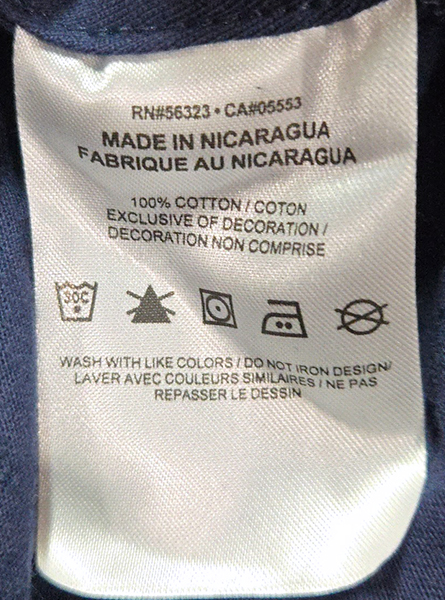 RN#56323 • CA#05553
MADE IN NICARAGUA
FABRIQUE AU NICARAGUA
100% COTTON / COTON
EXCLUSIVE OF DECORATION /
DECORATION NON COMPRISE
30C
WASH WITH LIKE COLORS / DO NOT IRON DESIGN/
LAVER AVEC COULEURS SIMILAIRES / NE PAS
REPASSER LE DESSIN